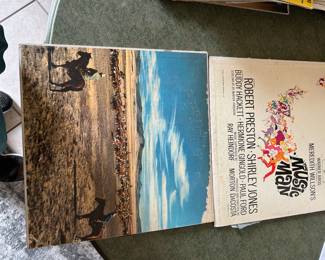 MEREDITH WILLSON'S
THE
MUSIC
MAN
ROBERT PRESTON · SHIRLEY JONES
BUDDY HACKETT · HERMIONE GINGOLD · PAUL FORD
RAY HEINDORF MORTON DACOSTA